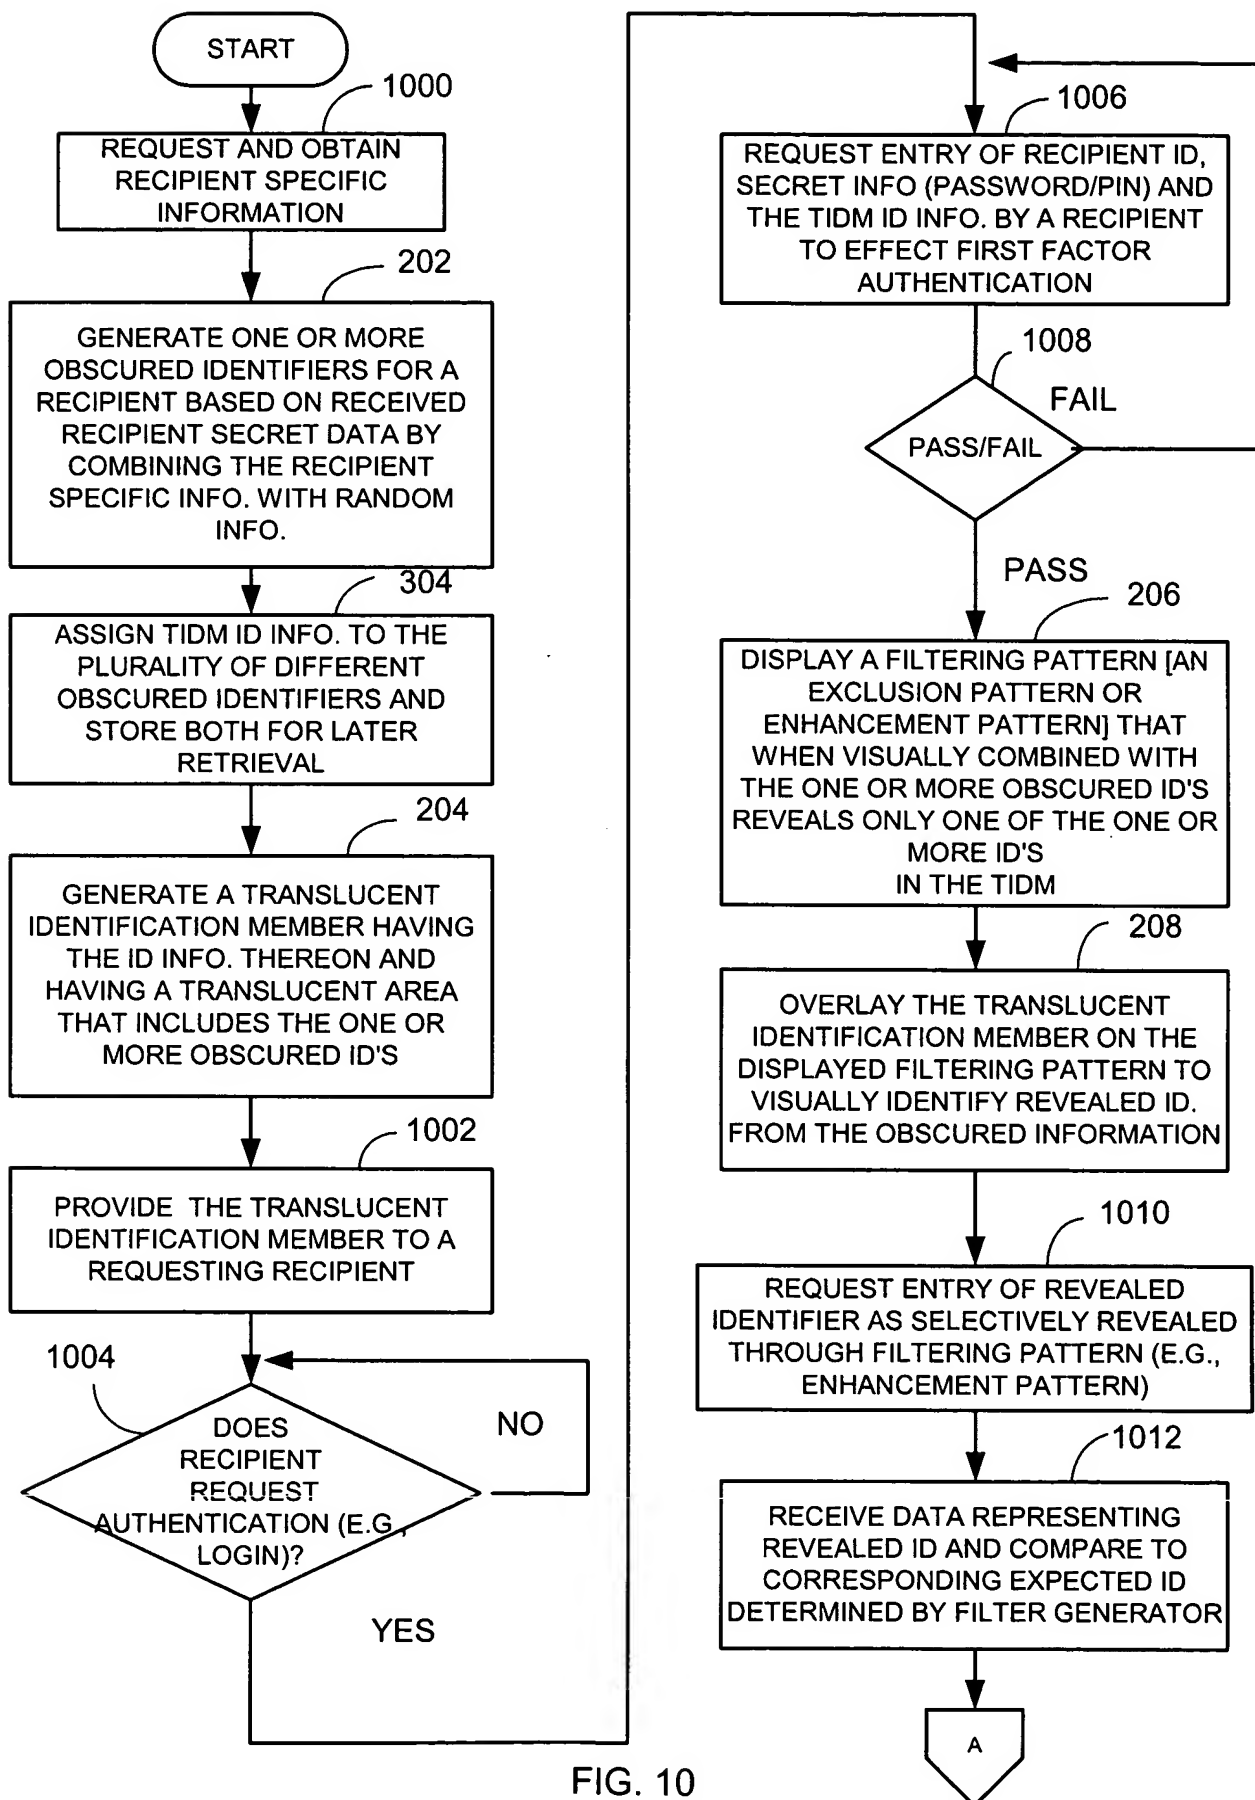 START
1000
REQUEST AND OBTAIN
RECIPIENT SPECIFIC
INFORMATION
202
GENERATE ONE OR MORE
OBSCURED IDENTIFIERS FOR A
RECIPIENT BASED ON RECEIVED
RECIPIENT SECRET DATA BY
COMBINING THE RECIPIENT
SPECIFIC INFO. WITH RANDOM
INFO.
304
ASSIGN TIDM ID INFO. TO THE
PLURALITY OF DIFFERENT
OBSCURED IDENTIFIERS AND
STORE BOTH FOR LATER
RETRIEVAL
204
GENERATE A TRANSLUCENT
IDENTIFICATION MEMBER HAVING
THE ID INFO. THEREON AND
HAVING A TRANSLUCENT AREA
THAT INCLUDES THE ONE OR
MORE OBSCURED ID'S
1002
PROVIDE THE TRANSLUCENT
IDENTIFICATION MEMBER TO A
REQUESTING RECIPIENT
1004
DOES
RECIPIENT
REQUEST
AUTHENTICATION (E.G.,
LOGIN)?
NO
YES
1006
REQUEST ENTRY OF RECIPIENT ID,
SECRET INFO (PASSWORD/PIN) AND
THE TIDM ID INFO. BY A RECIPIENT
TO EFFECT FIRST FACTOR
AUTHENTICATION
1008
PASS/FAIL
FAIL
PASS
206
DISPLAY A FILTERING PATTERN [AN
EXCLUSION PATTERN OR
ENHANCEMENT PATTERN] THAT
WHEN VISUALLY COMBINED WITH
THE ONE OR MORE OBSCURED ID'S
REVEALS ONLY ONE OF THE ONE OR
MORE ID'S
IN THE TIDM
208
OVERLAY THE TRANSLUCENT
IDENTIFICATION MEMBER ON THE
DISPLAYED FILTERING PATTERN TO
VISUALLY IDENTIFY REVEALED ID.
FROM THE OBSCURED INFORMATION
1010
REQUEST ENTRY OF REVEALED
IDENTIFIER AS SELECTIVELY REVEALED
THROUGH FILTERING PATTERN (E.G.,
ENHANCEMENT PATTERN)
1012
RECEIVE DATA REPRESENTING
REVEALED ID AND COMPARE TO
CORRESPONDING EXPECTED ID
DETERMINED BY FILTER GENERATOR
A
FIG. 10